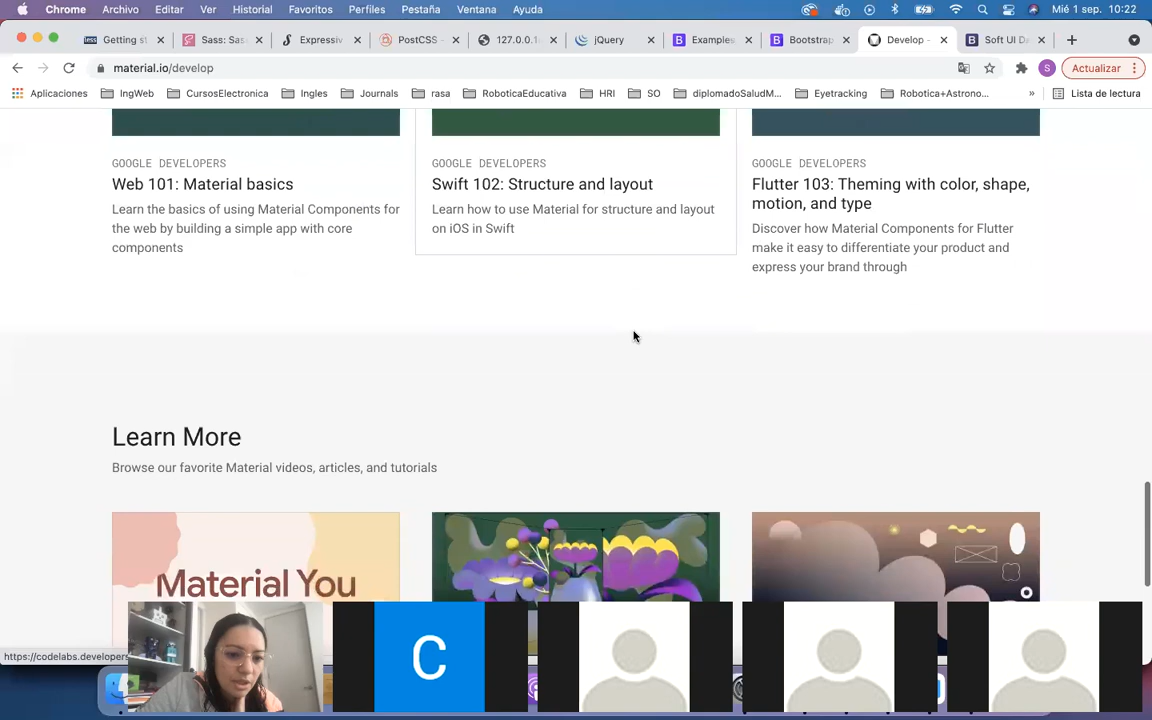 Chrome Archivo Editar Ver Historial Favoritos Perfiles Pestaña Ventana Ayuda Mié 1 sep. 10:22
Getting st Sass: Sas Expressiv PostCSS - 127.0.0.1: jQuery Examples Bootstrap Develop - Soft UI De
material.io/develop S Actualizar
Aplicaciones IngWeb CursosElectronica Ingles Journals rasa RoboticaEducativa HRI SO diplomadoSaludM... Eyetracking Robotica+Astrono... » Lista de lectura
GOOGLE DEVELOPERS GOOGLE DEVELOPERS GOOGLE DEVELOPERS
Web 101: Material basics Swift 102: Structure and layout Flutter 103: Theming with color, shape,
motion, and type
Learn the basics of using Material Components for Learn how to use Material for structure and layout
the web by building a simple app with core on iOS in Swift Discover how Material Components for Flutter
components make it easy to differentiate your product and
express your brand through
Learn More
Browse our favorite Material videos, articles, and tutorials
Material You
https://codelabs.developers
C